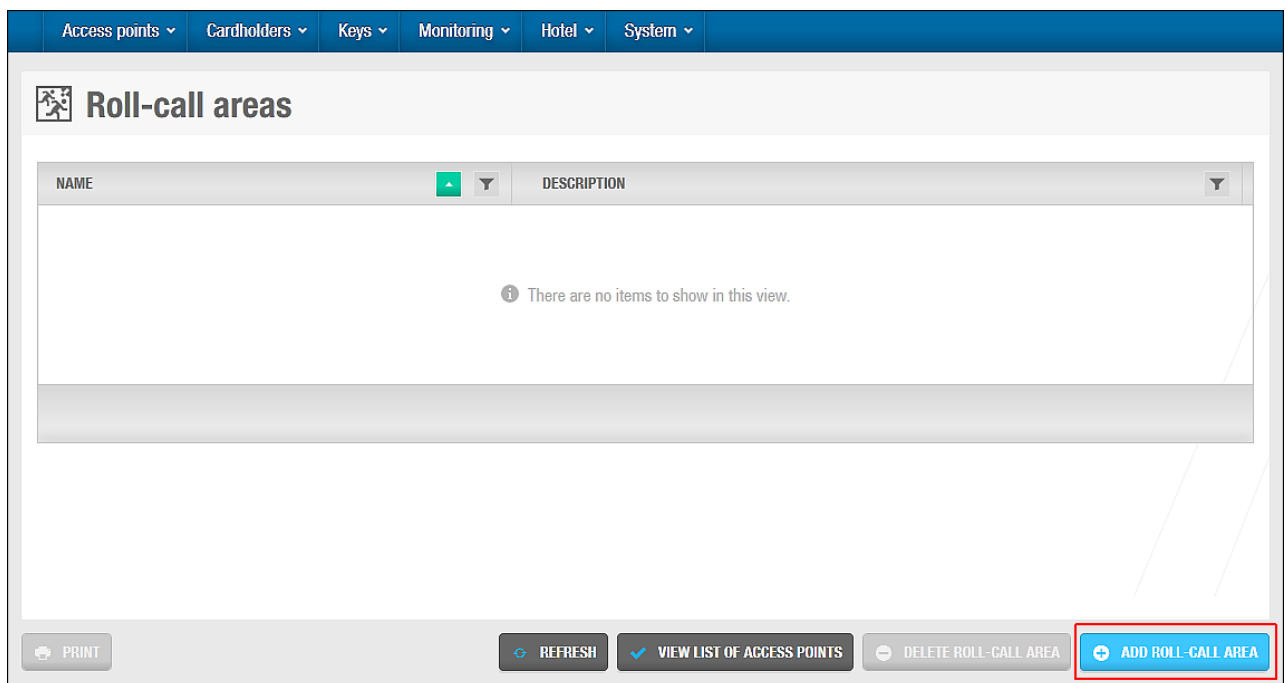 Access points Cardholders Keys Monitoring Hotel System
Roll-call areas
NAME DESCRIPTION
There are no items to show in this view.
PRINT REFRESH VIEW LIST OF ACCESS POINTS DELETE ROLL-CALL AREA ADD ROLL-CALL AREA